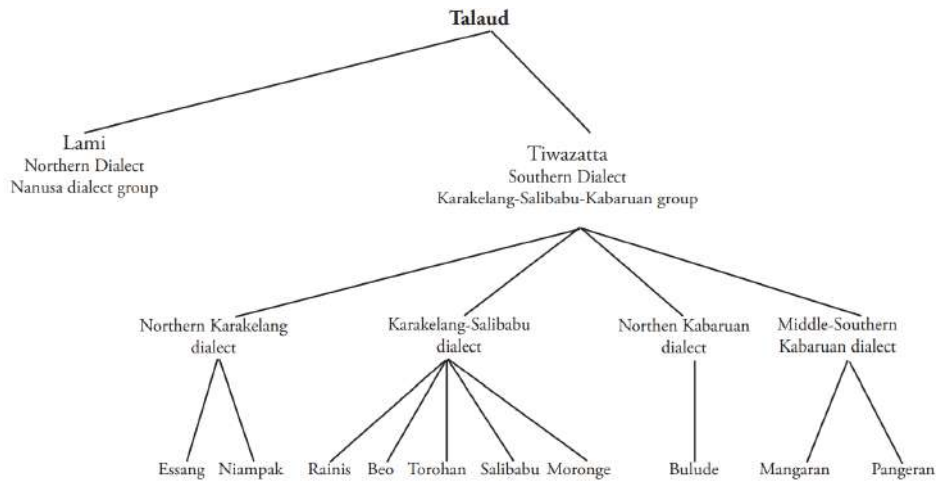 Talaud
Lami
Northern Dialect
Nanusa dialect group
Tiwazatta
Southern Dialect
Karakelang-Salibabu-Kabaruan group
Northern Karakelang
dialect
Karakelang-Salibabu
dialect
Northen Kabaruan
dialect
Middle-Southern
Kabaruan dialect
Essang Niampak Rainis Beo Torohan Salibabu Moronge Bulude Mangaran Pangeran